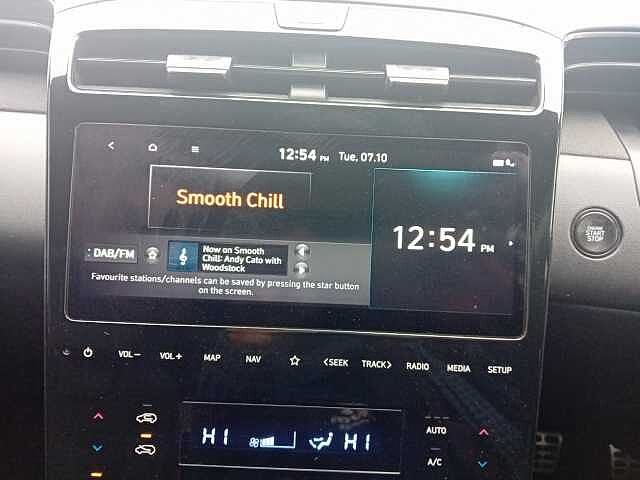 12:54 PM Tue, 07.10
Smooth Chill
12:54 PM
: DAB/FM
Now on Smooth
Chill: Andy Cato with
Woodstock
Favourite stations/channels can be saved by pressing the star button
on the screen.
ENGINE
START
STOP
VOL− VOL+ MAP NAV <SEEK TRACK> RADIO MEDIA SETUP
HI HI
AUTO
A/C